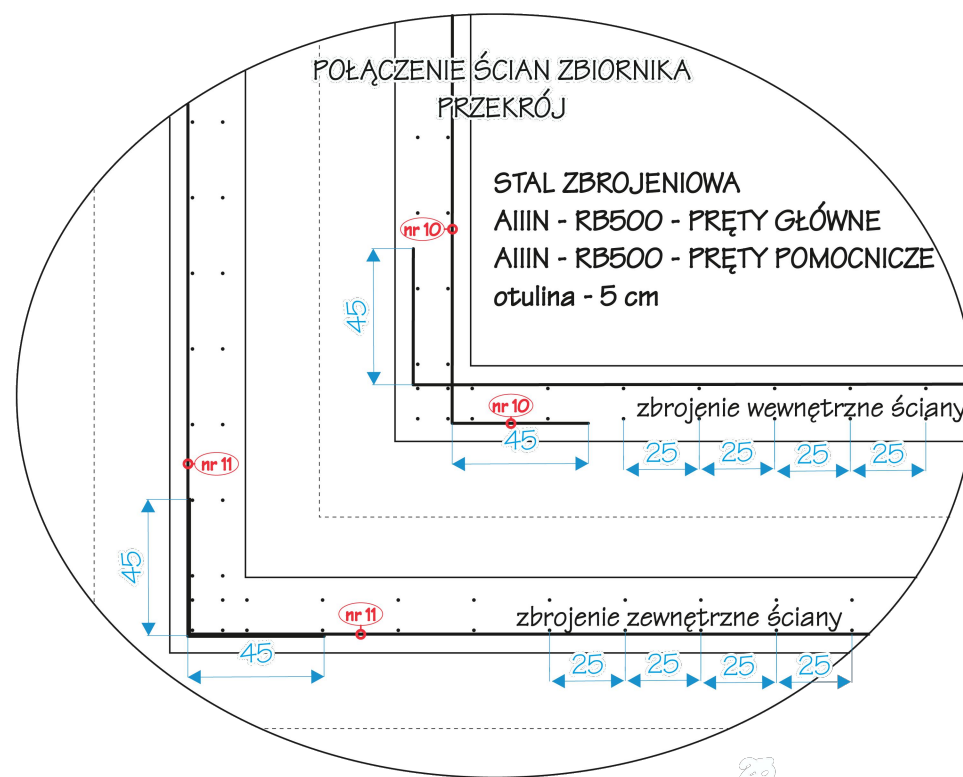 POŁĄCZENIE ŚCIAN ZBIORNIKA
PRZEKRÓJ
STAL ZBROJENIOWA
AIIIN - RB500 - PRĘTY GŁÓWNE
AIIIN - RB500 - PRĘTY POMOCNICZE
otulina - 5 cm
nr 10
45
nr 10
zbrojenie wewnętrzne ściany
45
25
25
25
25
nr 11
45
nr 11
zbrojenie zewnętrzne ściany
45
25
25
25
25